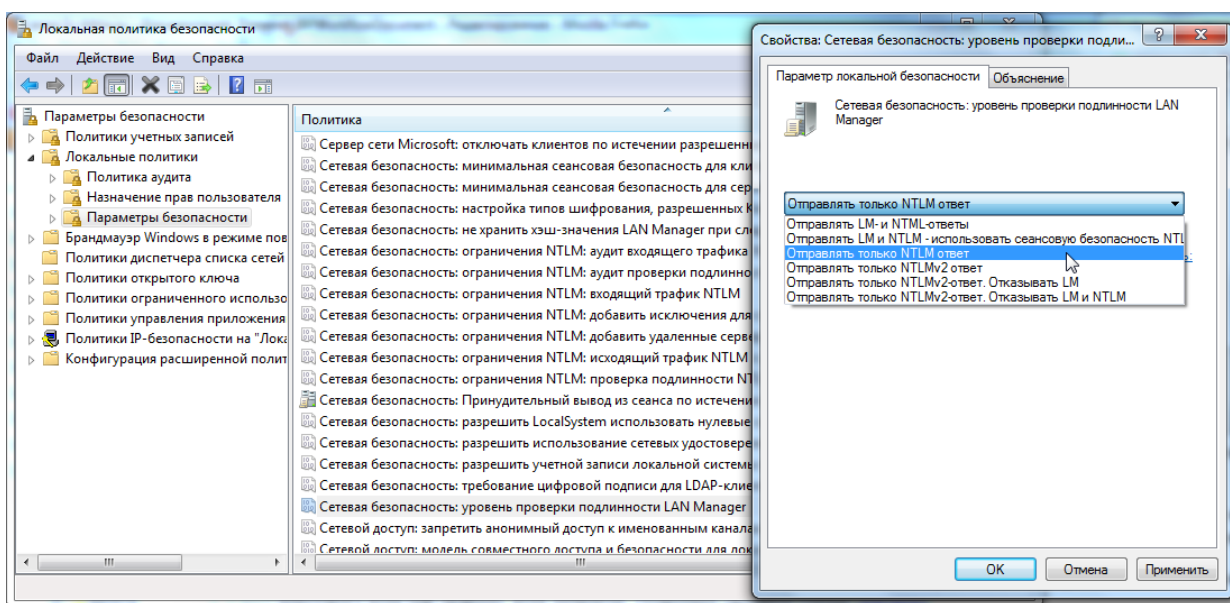 Локальная политика безопасности
Файл Действие Вид Справка
Параметры безопасности
Политики учетных записей
Локальные политики
Политика аудита
Назначение прав пользователя
Параметры безопасности
Брандмауэр Windows в режиме пов
Политики диспетчера списка сетей
Политики открытого ключа
Политики ограниченного использо
Политики управления приложения
Политики IP-безопасности на "Лока
Конфигурация расширенной полит
Политика
Сервер сети Microsoft: отключать клиентов по истечении разрешенн
Сетевая безопасность: минимальная сеансовая безопасность для кли
Сетевая безопасность: минимальная сеансовая безопасность для сер
Сетевая безопасность: настройка типов шифрования, разрешенных K
Сетевая безопасность: не хранить хэш-значения LAN Manager при сл
Сетевая безопасность: ограничения NTLM: аудит входящего трафика
Сетевая безопасность: ограничения NTLM: аудит проверки подлинно
Сетевая безопасность: ограничения NTLM: входящий трафик NTLM
Сетевая безопасность: ограничения NTLM: добавить исключения для
Сетевая безопасность: ограничения NTLM: добавить удаленные серве
Сетевая безопасность: ограничения NTLM: исходящий трафик NTLM
Сетевая безопасность: ограничения NTLM: проверка подлинности NT
Сетевая безопасность: Принудительный вывод из сеанса по истечени
Сетевая безопасность: разрешить LocalSystem использовать нулевые
Сетевая безопасность: разрешить использование сетевых удостовере
Сетевая безопасность: разрешить учетной записи локальной системы
Сетевая безопасность: требование цифровой подписи для LDAP-клие
Сетевая безопасность: уровень проверки подлинности LAN Manager
Сетевой доступ: запретить анонимный доступ к именованным канала
Сетевой доступ: модель совместного доступа и безопасности для лок
Свойства: Сетевая безопасность: уровень проверки подли...
Параметр локальной безопасности Объяснение
Сетевая безопасность: уровень проверки подлинности LAN
Manager
Отправлять только NTLM ответ
Отправлять LM- и NTML-ответы
Отправлять LM и NTLM - использовать сеансовую безопасность NTL
Отправлять только NTLM ответ
Отправлять только NTLMv2 ответ
Отправлять только NTLMv2-ответ. Отказывать LM
Отправлять только NTLMv2-ответ. Отказывать LM и NTLM
OK Отмена Применить